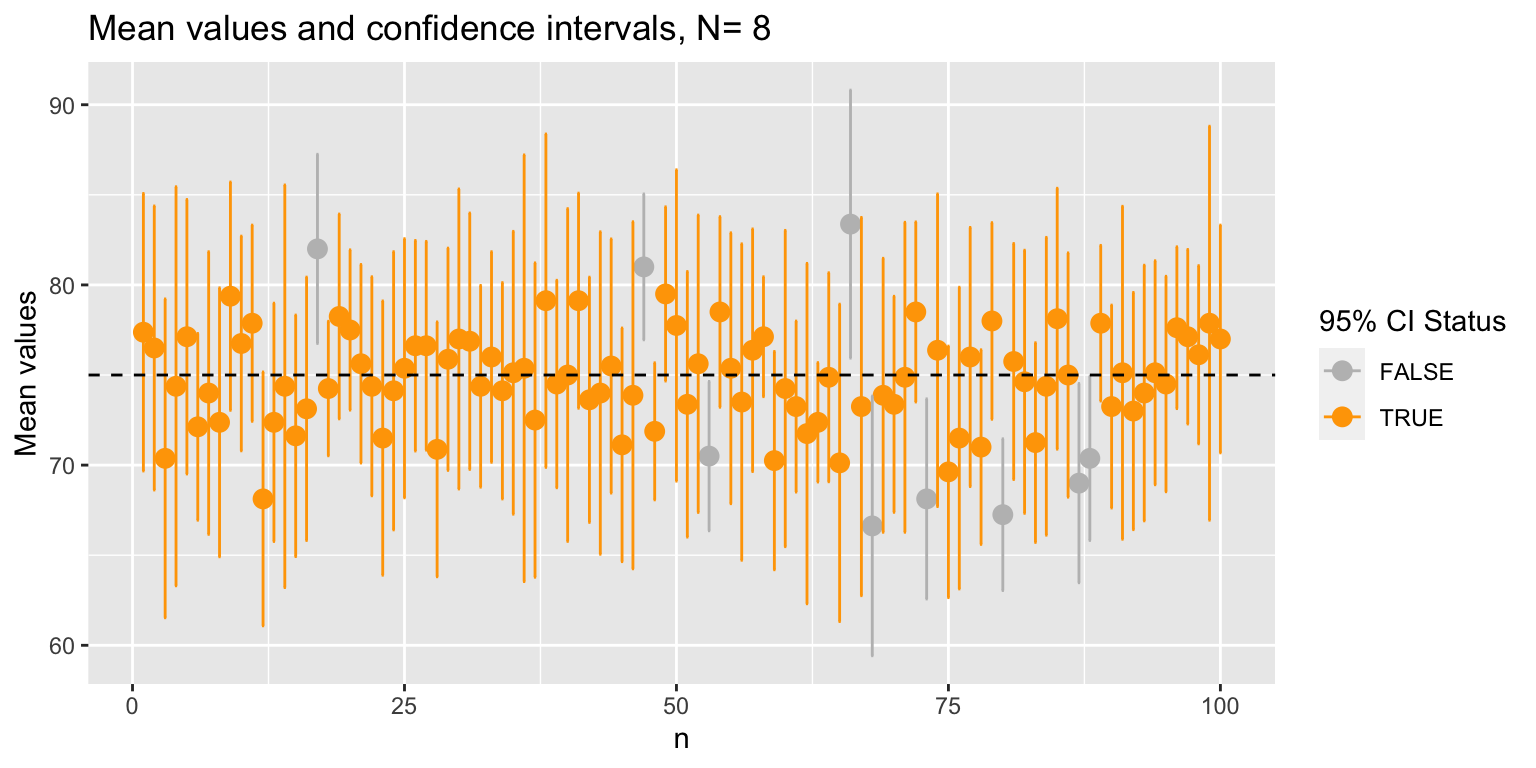 Mean values and confidence intervals, N= 8
Mean values
90
80
70
60
0
25
50
75
100
n
95% CI Status
FALSE
TRUE